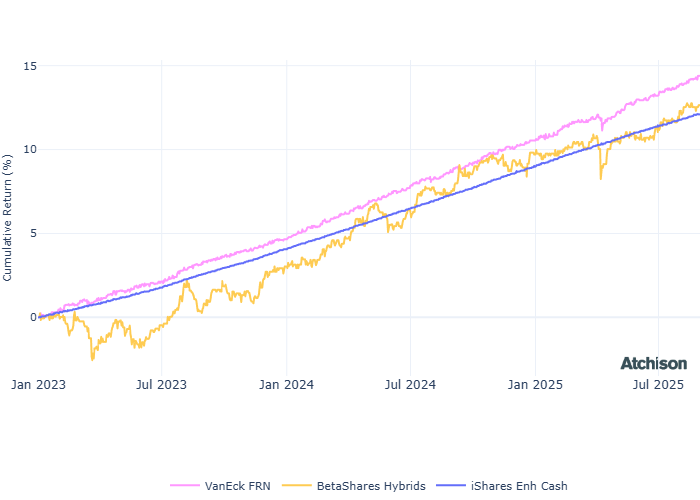 Cumulative Return (%)
15
10
5
0
Jan 2023 Jul 2023 Jan 2024 Jul 2024 Jan 2025 Jul 2025
Atchison
VanEck FRN BetaShares Hybrids iShares Enh Cash